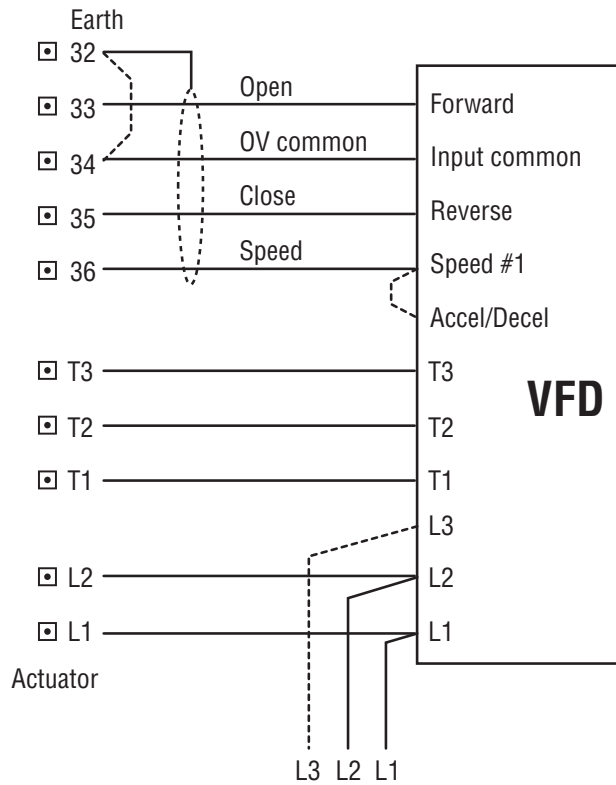 Earth
32
33 Open Forward
34 OV common Input common
35 Close Reverse
36 Speed Speed #1
Accel/Decel
T3 T3
VFD
T2 T2
T1 T1
L3
L2 L2
L1 L1
Actuator
L3 L2 L1